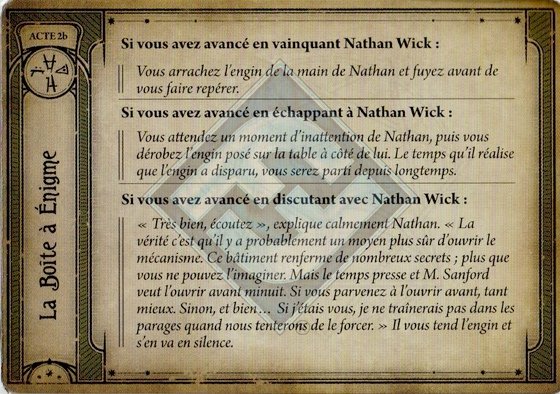 ACTE 2b
La Boîte à Énigme
Si vous avez avancé en vainquant Nathan Wick :
Vous arrachez l'engin de la main de Nathan et fuyez avant de
vous faire repérer.
Si vous avez avancé en échappant à Nathan Wick :
Vous attendez un moment d'inattention de Nathan, puis vous
dérobez l'engin posé sur la table à côté de lui. Le temps qu'il réalise
que l'engin a disparu, vous serez parti depuis longtemps.
Si vous avez avancé en discutant avec Nathan Wick :
« Très bien, écoutez », explique calmement Nathan. « La
vérité c'est qu'il y a probablement un moyen plus sûr d'ouvrir le
mécanisme. Ce bâtiment renferme de nombreux secrets ; plus que
vous ne pouvez l'imaginer. Mais le temps presse et M. Sanford
veut l'ouvrir avant minuit. Si vous parvenez à l'ouvrir avant, tant
mieux. Sinon, et bien… Si j'étais vous, je ne traînerais pas dans les
parages quand nous tenterons de le forcer. » Il vous tend l'engin et
s'en va en silence.